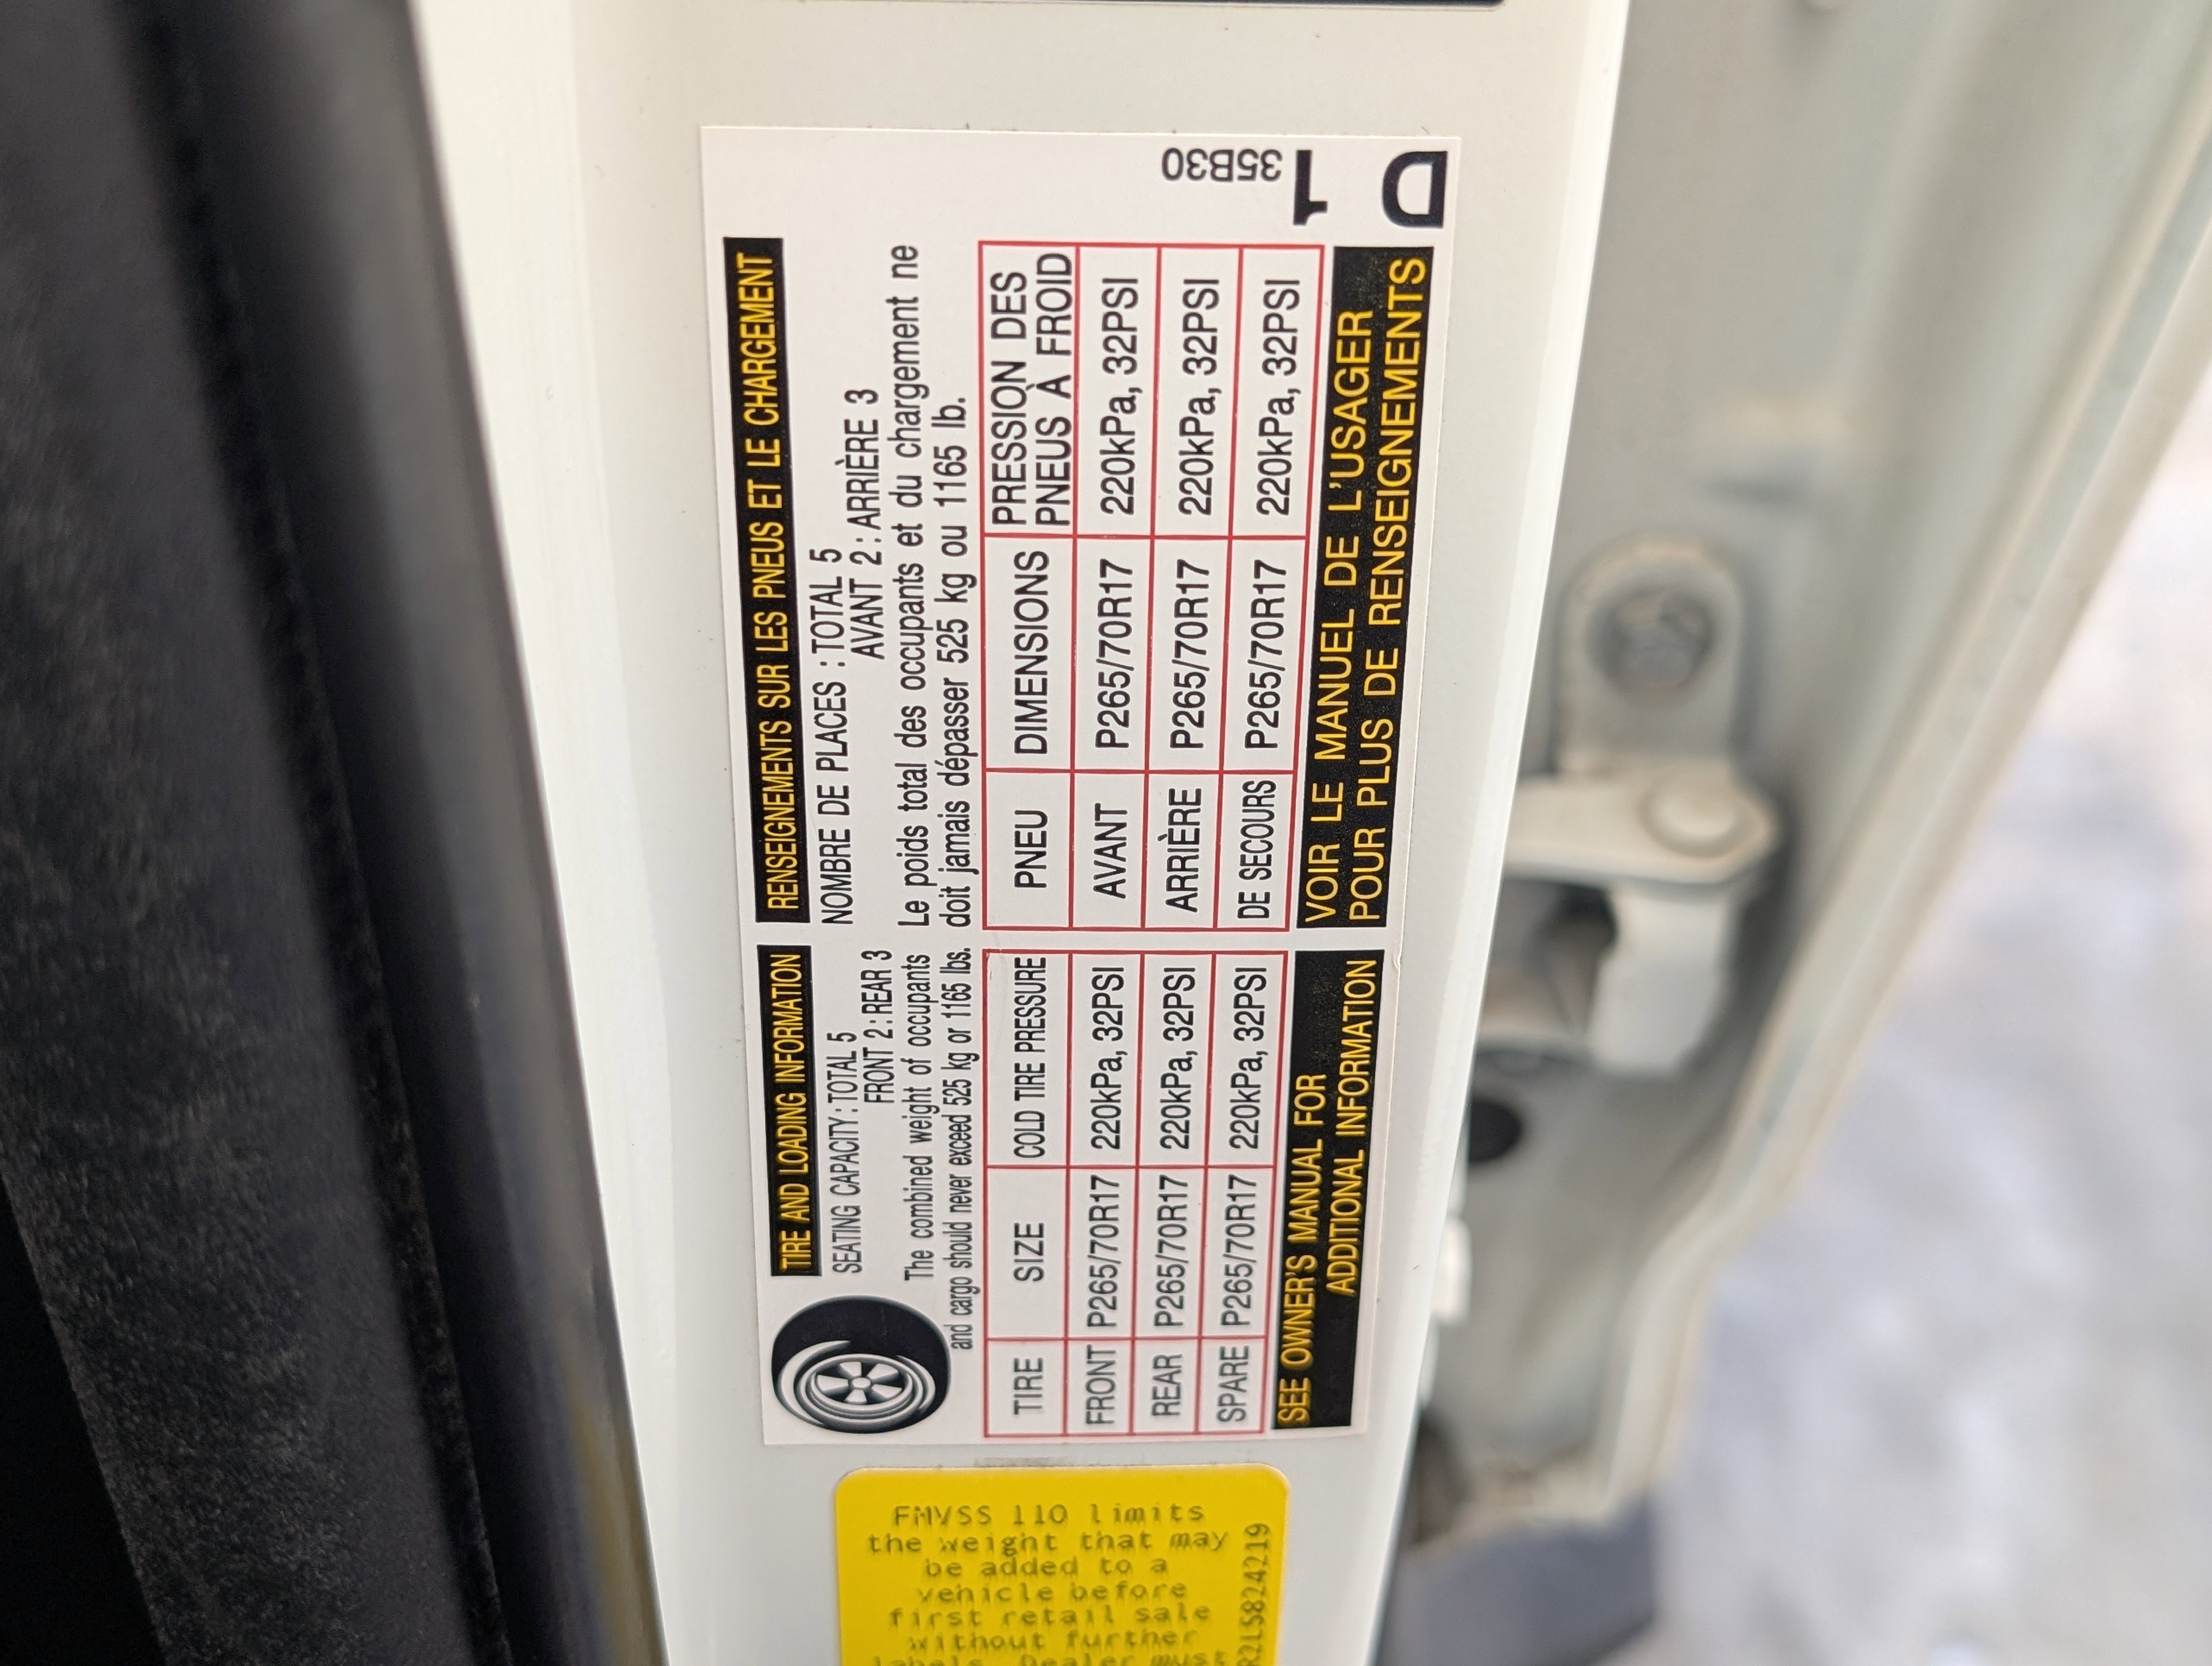 TIRE AND LOADING INFORMATION
SEATING CAPACITY : TOTAL 5
FRONT 2 : REAR 3
The combined weight of occupants
and cargo should never exceed 525 kg or 1165 lbs.
TIRE SIZE COLD TIRE PRESSURE
FRONT P265/70R17 220kPa, 32PSI
REAR P265/70R17 220kPa, 32PSI
SPARE P265/70R17 220kPa, 32PSI
SEE OWNER'S MANUAL FOR
ADDITIONAL INFORMATION
RENSEIGNEMENTS SUR LES PNEUS ET LE CHARGEMENT
NOMBRE DE PLACES : TOTAL 5
AVANT 2 : ARRIÈRE 3
Le poids total des occupants et du chargement ne
doit jamais dépasser 525 kg ou 1165 lb.
PNEU DIMENSIONS PRESSION DES
PNEUS À FROID
AVANT P265/70R17 220kPa, 32PSI
ARRIÈRE P265/70R17 220kPa, 32PSI
DE SECOURS P265/70R17 220kPa, 32PSI
VOIR LE MANUEL DE L'USAGER
POUR PLUS DE RENSEIGNEMENTS
35B30
1
D
FMVSS 110 limits
the weight that may
be added to a
vehicle before
first retail sale
without further
labels. Dealer must
R21S824219